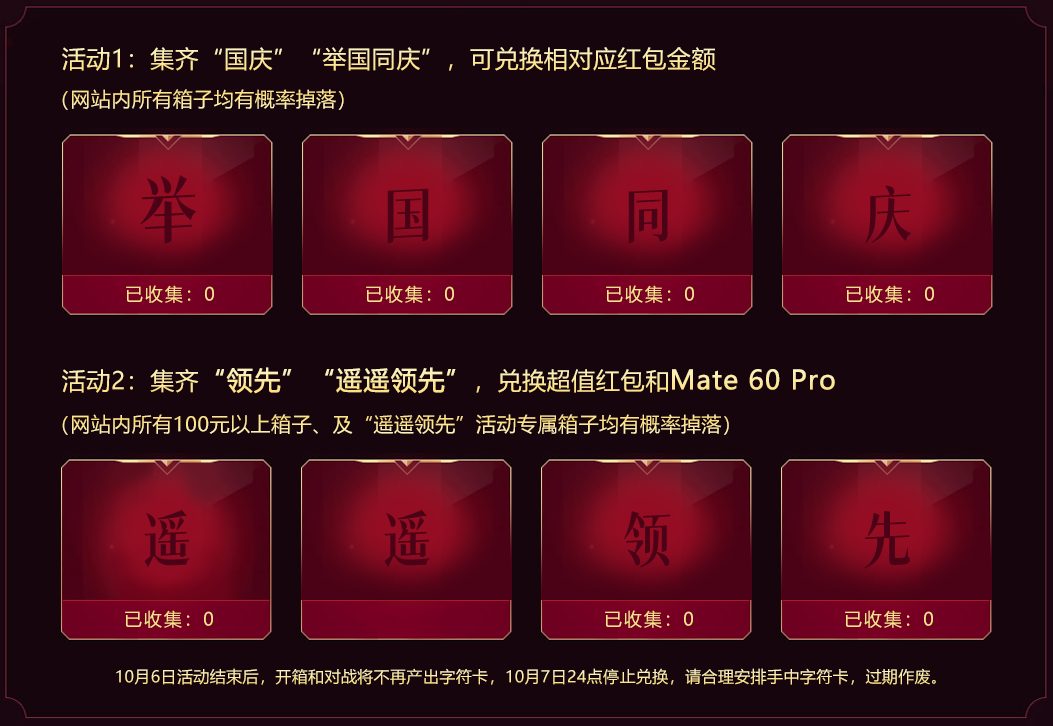 活动1：集齐“国庆” “举国同庆”，可兑换相对应红包金额
（网站内所有箱子均有概率掉落）
举 国 同 庆
已收集：0 已收集：0 已收集：0 已收集：0
活动2：集齐“领先” “遥遥领先”，兑换超值红包和Mate 60 Pro
（网站内所有100元以上箱子、及“遥遥领先”活动专属箱子均有概率掉落）
遥 遥 领 先
已收集：0 已收集：0 已收集：0
10月6日活动结束后，开箱和对战将不再产出字符卡，10月7日24点停止兑换，请合理安排手中字符卡，过期作废。